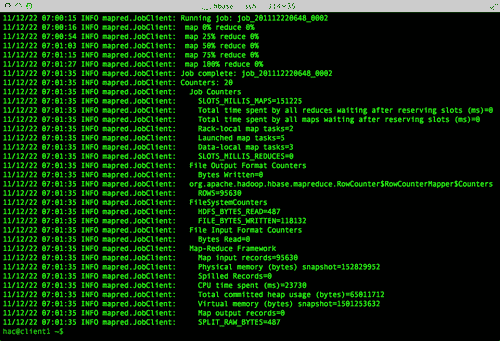 hbase — ssh — 114×35
11/12/22 07:00:15 INFO mapred.JobClient: Running job: job_201112220648_0002
11/12/22 07:00:16 INFO mapred.JobClient:  map 0% reduce 0%
11/12/22 07:00:54 INFO mapred.JobClient:  map 25% reduce 0%
11/12/22 07:01:03 INFO mapred.JobClient:  map 50% reduce 0%
11/12/22 07:01:15 INFO mapred.JobClient:  map 75% reduce 0%
11/12/22 07:01:27 INFO mapred.JobClient:  map 100% reduce 0%
11/12/22 07:01:35 INFO mapred.JobClient: Job complete: job_201112220648_0002
11/12/22 07:01:35 INFO mapred.JobClient: Counters: 20
11/12/22 07:01:35 INFO mapred.JobClient:   Job Counters
11/12/22 07:01:35 INFO mapred.JobClient:     SLOTS_MILLIS_MAPS=151225
11/12/22 07:01:35 INFO mapred.JobClient:     Total time spent by all reduces waiting after reserving slots (ms)=0
11/12/22 07:01:35 INFO mapred.JobClient:     Total time spent by all maps waiting after reserving slots (ms)=0
11/12/22 07:01:35 INFO mapred.JobClient:     Rack-local map tasks=2
11/12/22 07:01:35 INFO mapred.JobClient:     Launched map tasks=5
11/12/22 07:01:35 INFO mapred.JobClient:     Data-local map tasks=3
11/12/22 07:01:35 INFO mapred.JobClient:     SLOTS_MILLIS_REDUCES=0
11/12/22 07:01:35 INFO mapred.JobClient:   File Output Format Counters
11/12/22 07:01:35 INFO mapred.JobClient:     Bytes Written=0
11/12/22 07:01:35 INFO mapred.JobClient:   org.apache.hadoop.hbase.mapreduce.RowCounter$RowCounterMapper$Counters
11/12/22 07:01:35 INFO mapred.JobClient:     ROWS=95630
11/12/22 07:01:35 INFO mapred.JobClient:   FileSystemCounters
11/12/22 07:01:35 INFO mapred.JobClient:     HDFS_BYTES_READ=487
11/12/22 07:01:35 INFO mapred.JobClient:     FILE_BYTES_WRITTEN=118132
11/12/22 07:01:35 INFO mapred.JobClient:   File Input Format Counters
11/12/22 07:01:35 INFO mapred.JobClient:     Bytes Read=0
11/12/22 07:01:35 INFO mapred.JobClient:   Map-Reduce Framework
11/12/22 07:01:35 INFO mapred.JobClient:     Map input records=95630
11/12/22 07:01:35 INFO mapred.JobClient:     Physical memory (bytes) snapshot=152829952
11/12/22 07:01:35 INFO mapred.JobClient:     Spilled Records=0
11/12/22 07:01:35 INFO mapred.JobClient:     CPU time spent (ms)=23730
11/12/22 07:01:35 INFO mapred.JobClient:     Total committed heap usage (bytes)=65011712
11/12/22 07:01:35 INFO mapred.JobClient:     Virtual memory (bytes) snapshot=1501253632
11/12/22 07:01:35 INFO mapred.JobClient:     Map output records=0
11/12/22 07:01:35 INFO mapred.JobClient:     SPLIT_RAW_BYTES=487
hac@client1 ~$